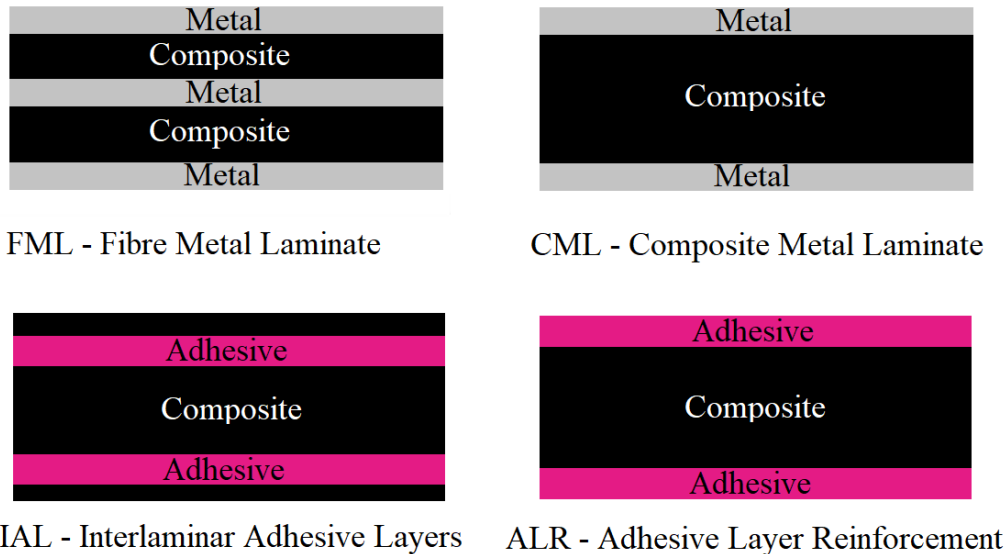 Metal
Composite
Metal
Composite
Metal
FML - Fibre Metal Laminate
Metal
Composite
Metal
CML - Composite Metal Laminate
Adhesive
Composite
Adhesive
IAL - Interlaminar Adhesive Layers
Adhesive
Composite
Adhesive
ALR - Adhesive Layer Reinforcement